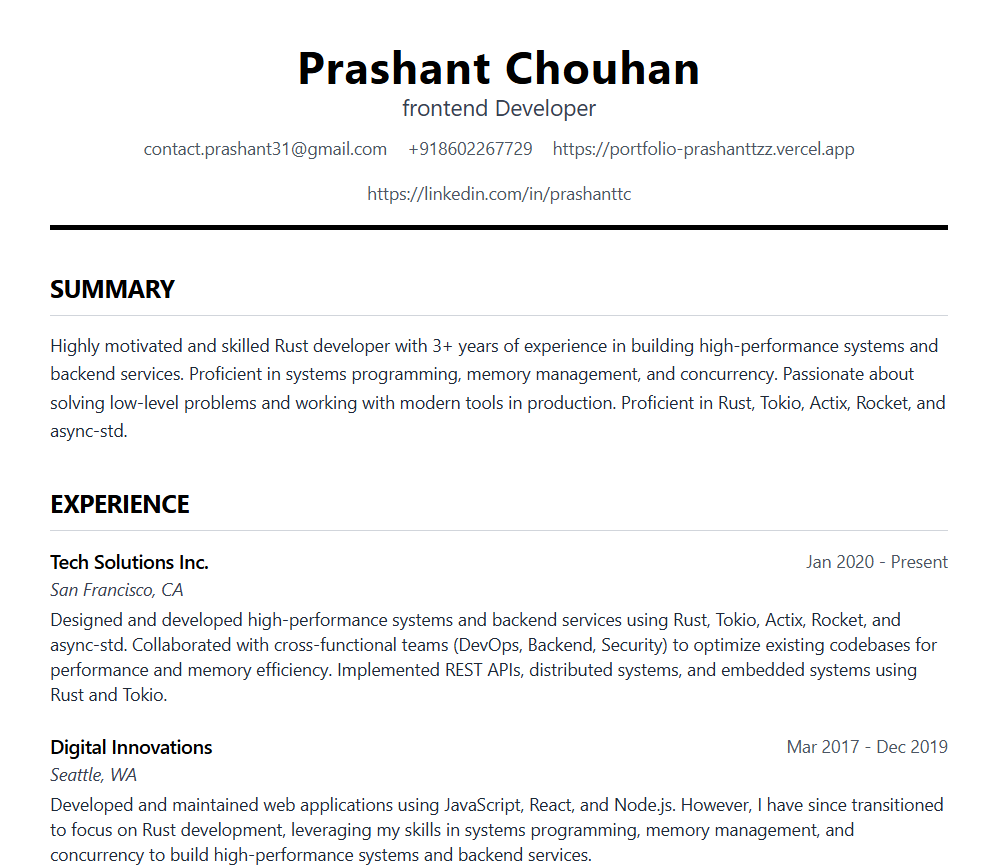 Prashant Chouhan
frontend Developer
contact.prashant31@gmail.com +918602267729 https://portfolio-prashanttzz.vercel.app
https://linkedin.com/in/prashanttc
SUMMARY
Highly motivated and skilled Rust developer with 3+ years of experience in building high-performance systems and
backend services. Proficient in systems programming, memory management, and concurrency. Passionate about
solving low-level problems and working with modern tools in production. Proficient in Rust, Tokio, Actix, Rocket, and
async-std.
EXPERIENCE
Tech Solutions Inc. Jan 2020 - Present
San Francisco, CA
Designed and developed high-performance systems and backend services using Rust, Tokio, Actix, Rocket, and
async-std. Collaborated with cross-functional teams (DevOps, Backend, Security) to optimize existing codebases for
performance and memory efficiency. Implemented REST APIs, distributed systems, and embedded systems using
Rust and Tokio.
Digital Innovations Mar 2017 - Dec 2019
Seattle, WA
Developed and maintained web applications using JavaScript, React, and Node.js. However, I have since transitioned
to focus on Rust development, leveraging my skills in systems programming, memory management, and
concurrency to build high-performance systems and backend services.